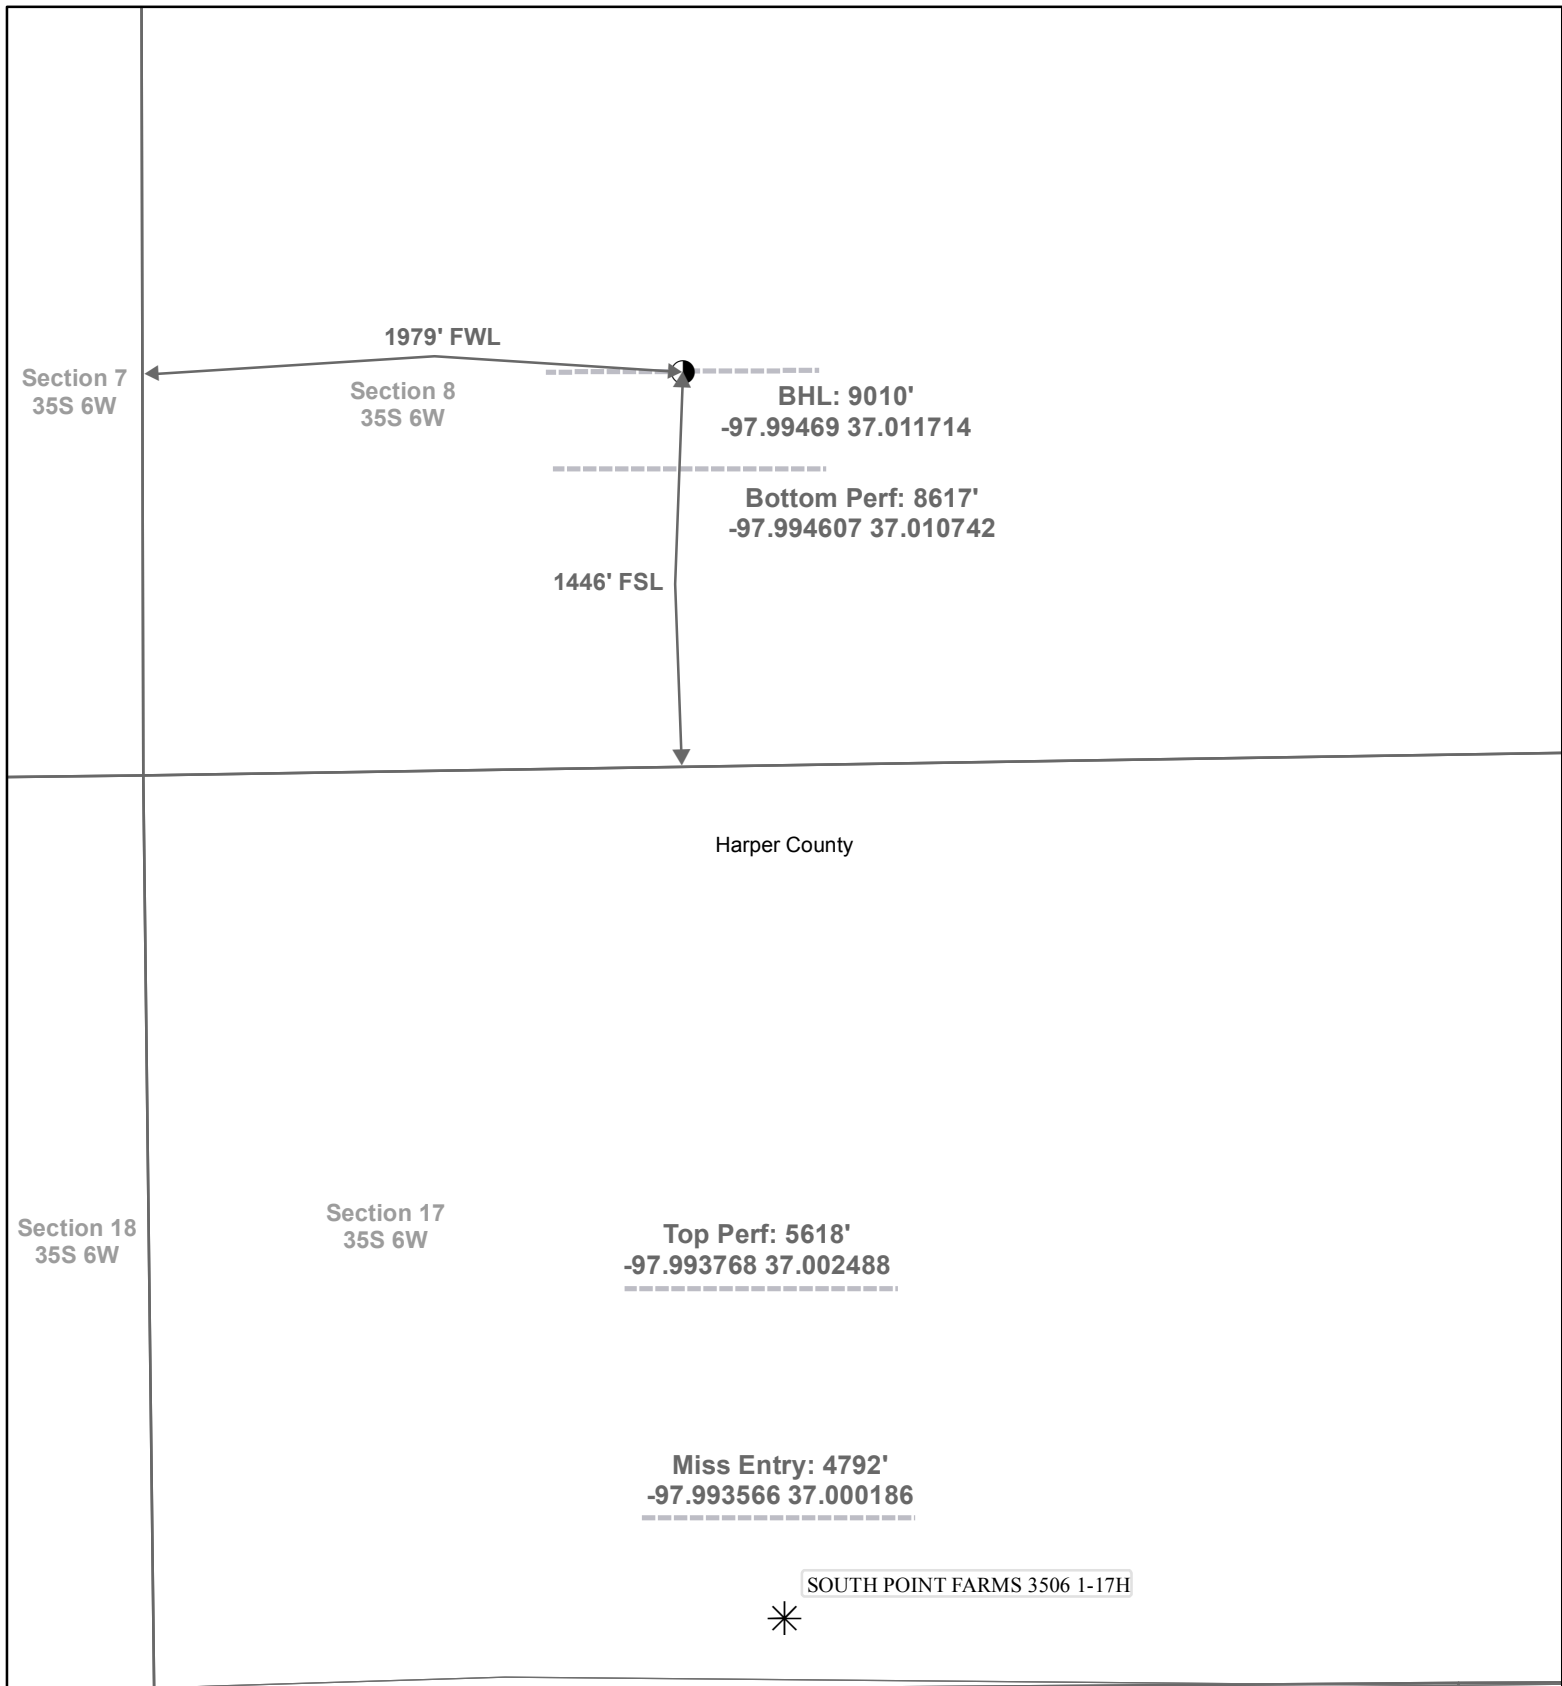 1979' FWL
Section 7
35S 6W
Section 8
35S 6W
BHL: 9010'
-97.99469 37.011714
Bottom Perf: 8617'
-97.994607 37.010742
1446' FSL
Harper County
Section 18
35S 6W
Section 17
35S 6W
Top Perf: 5618'
-97.993768 37.002488
Miss Entry: 4792'
-97.993566 37.000186
SOUTH POINT FARMS 3506 1-17H